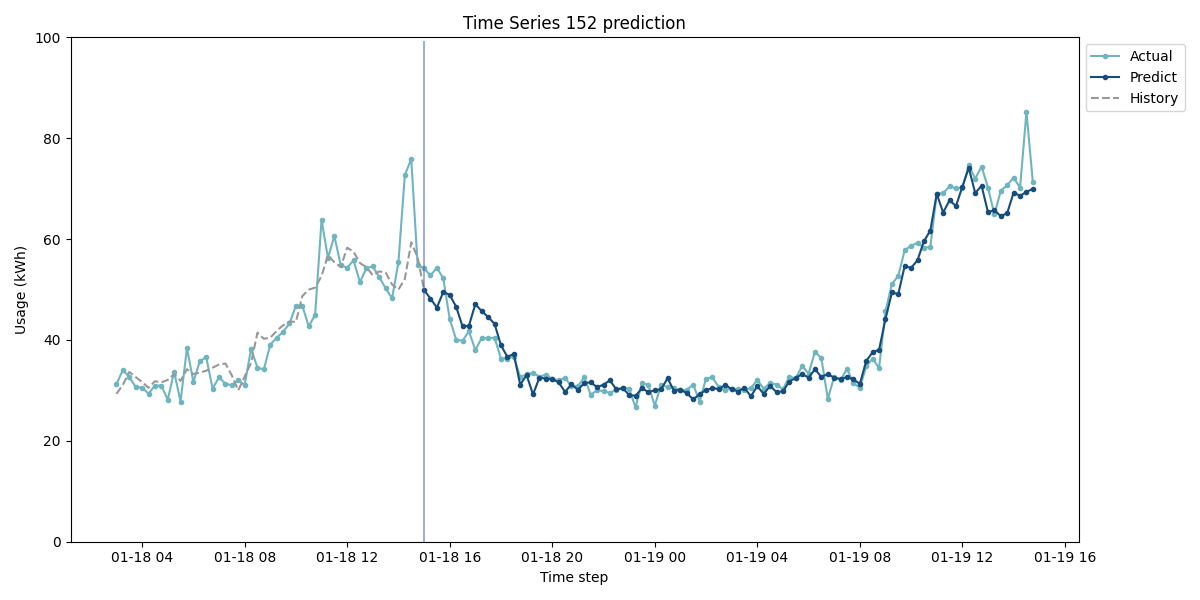 Time Series 152 prediction
Usage (kWh)
100
80
60
40
20
0
01-18 04
01-18 08
01-18 12
01-18 16
01-18 20
01-19 00
01-19 04
01-19 08
01-19 12
01-19 16
Time step
Actual
Predict
History